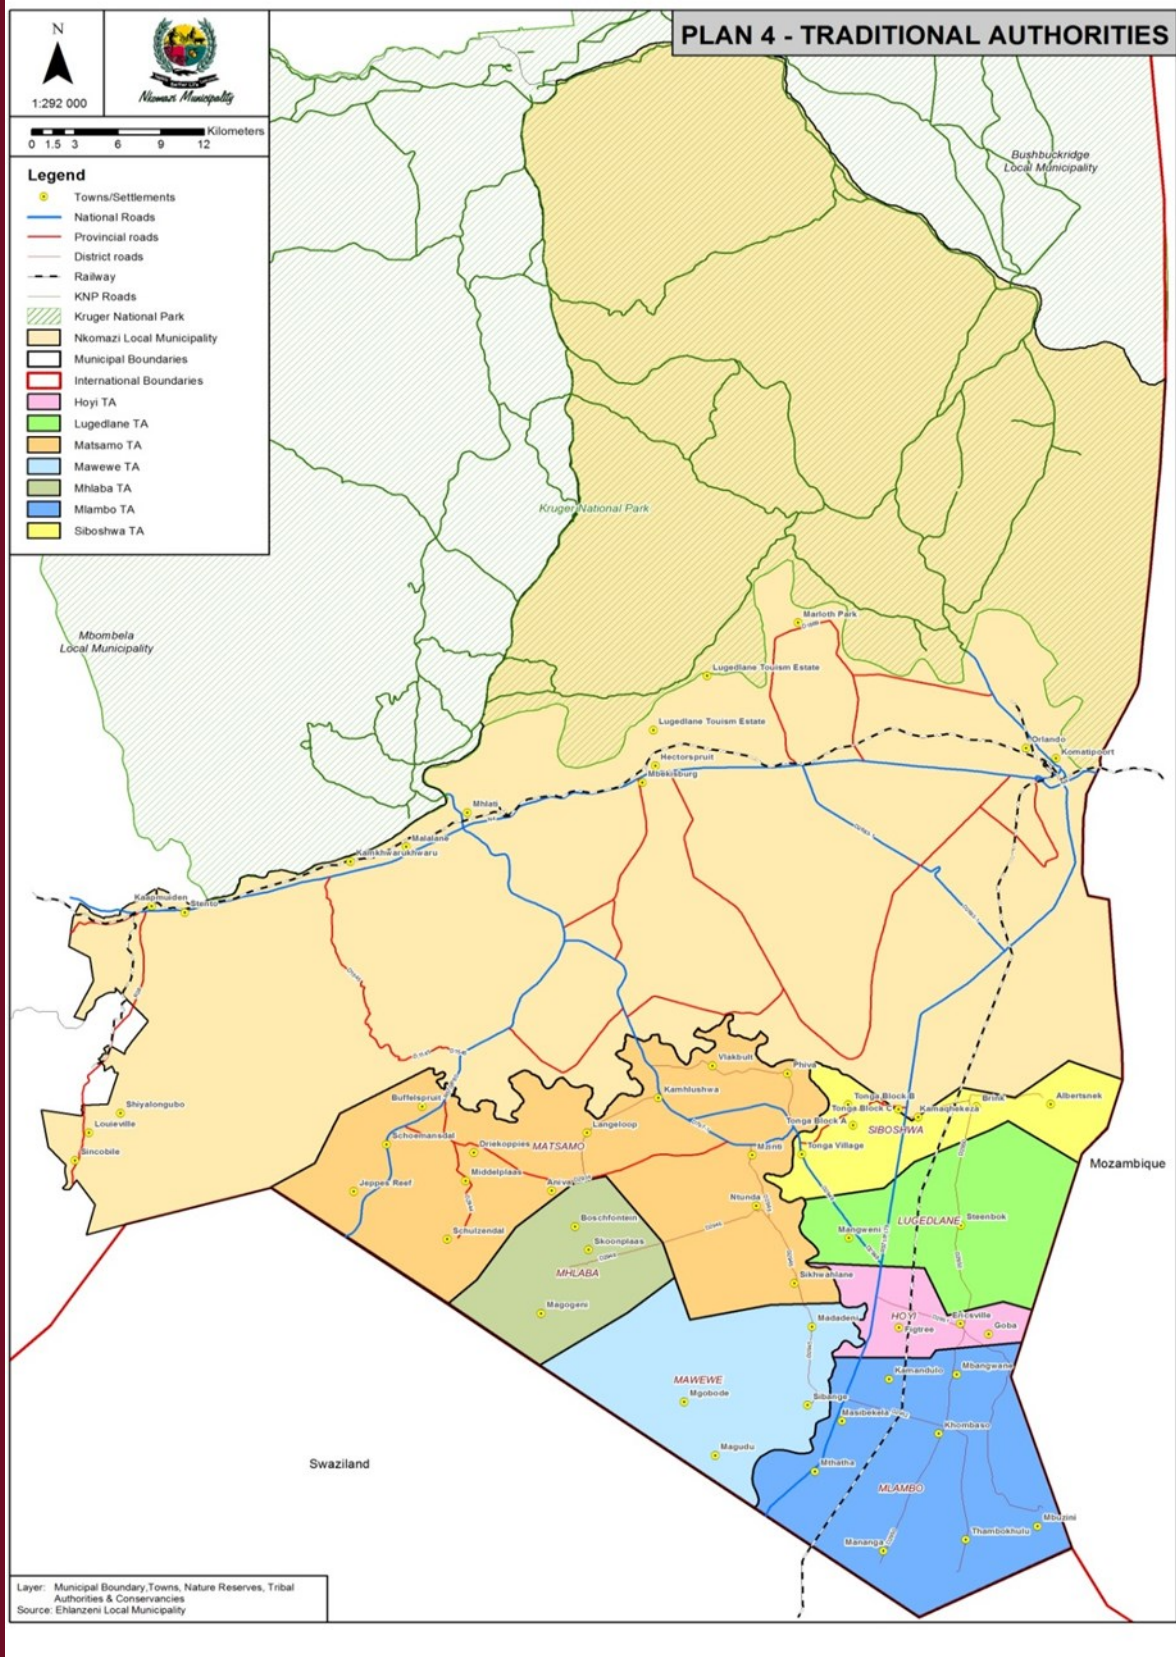 PLAN 4 - TRADITIONAL AUTHORITIES
N
1:292 000
Nkomazi Municipality
Kilometers
0 1.5 3 6 9 12
Legend
Towns/Settlements
National Roads
Provincial roads
District roads
Railway
KNP Roads
Kruger National Park
Nkomazi Local Municipality
Municipal Boundaries
International Boundaries
Hoyi TA
Lugedlane TA
Matsamo TA
Mawewe TA
Mhlaba TA
Mlambo TA
Siboshwa TA
Bushbuckridge
Local Municipality
Kruger National Park
Mbombela
Local Municipality
Marloth Park
Lugedlane Touism Estate
Lugedlane Touism Estate
Orlando
Komatipoort
Hectorspruit
Mbekisburg
Mhlati
N4
Malalane
Kamkhwarukhwaru
Kaapmuiden
Stento
Shiyalongubo
Louieville
Sincobile
Vlakbult
Phiva
Buffelspruit
Kamhlushwa
Tonga Block B
Tonga Block C
Kamaqhekeza
Brink
Albertsnek
Tonga Block A
SIBOSHWA
Langeloop
Schoemansdal
Driekoppies
MATSAMO
Mzinti
Tonga Village
Mozambique
Middelplaas
Jeppes Reef
Ntunda
Boschfontein
LUGEDLANE
Steenbok
Schulzendal
Mangweni
Skoonplaas
MHLABA
Sikhwahlane
Magogeni
Madadeni
HOYI
Ericksville
Figtree
Goba
MAWEWE
Kamandulo
Mbangwane
Mgobode
Sibange
Masibekela
Khombaso
Magudu
Swaziland
Mthatha
MLAMBO
Mbuzini
Thambokhulu
Mananga
Layer: Municipal Boundary,Towns, Nature Reserves, Tribal
Authorities & Conservancies
Source: Ehlanzeni Local Municipality